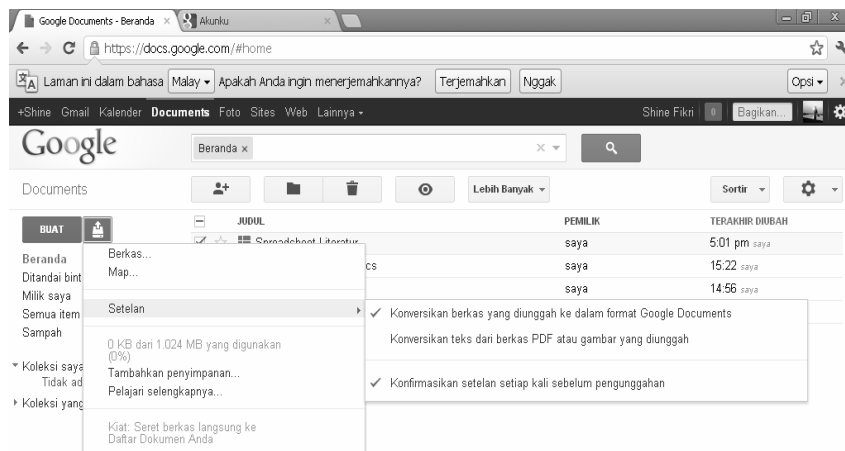 Google Documents - Beranda × Akunku ×
https://docs.google.com/#home
Laman ini dalam bahasa Malay Apakah Anda ingin menerjemahkannya? Terjemahkan Nggak Opsi ×
+Shine Gmail Kalender Documents Foto Sites Web Lainnya Shine Fikri 0 Bagikan...
Google Beranda × ×
Documents Lebih Banyak Sortir
BUAT JUDUL PEMILIK TERAKHIR DIUBAH
Spreadsheet Literatur saya 5:01 pm saya
Berkas... cs saya 15:22 saya
Beranda
Map...
Ditandai bint
Milik saya saya 14:56 saya
Setelan Konversikan berkas yang diunggah ke dalam format Google Documents
Semua item
Sampah Konversikan teks dari berkas PDF atau gambar yang diunggah
0 KB dari 1.024 MB yang digunakan
(0%)
Koleksi saya Tambahkan penyimpanan...
Tidak ad Pelajari selengkapnya... Konfirmasikan setelan setiap kali sebelum pengunggahan
Koleksi yang
Kiat: Seret berkas langsung ke
Daftar Dokumen Anda